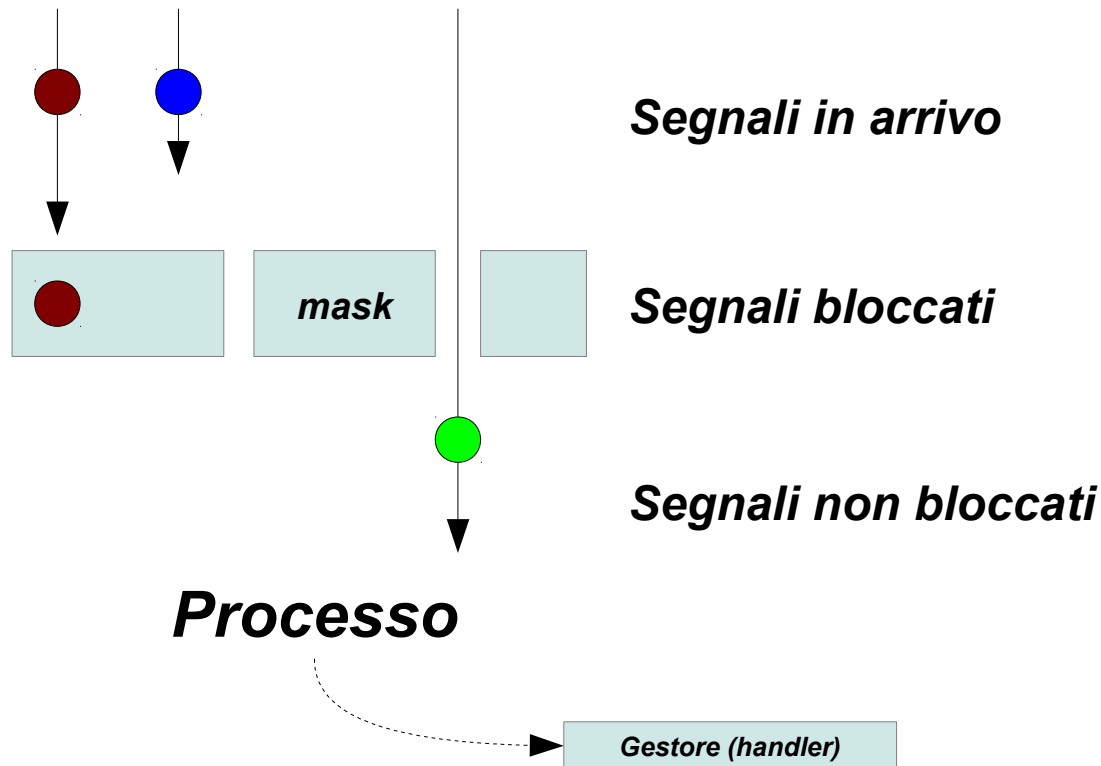 Segnali in arrivo
mask
Segnali bloccati
Segnali non bloccati
Processo
Gestore (handler)